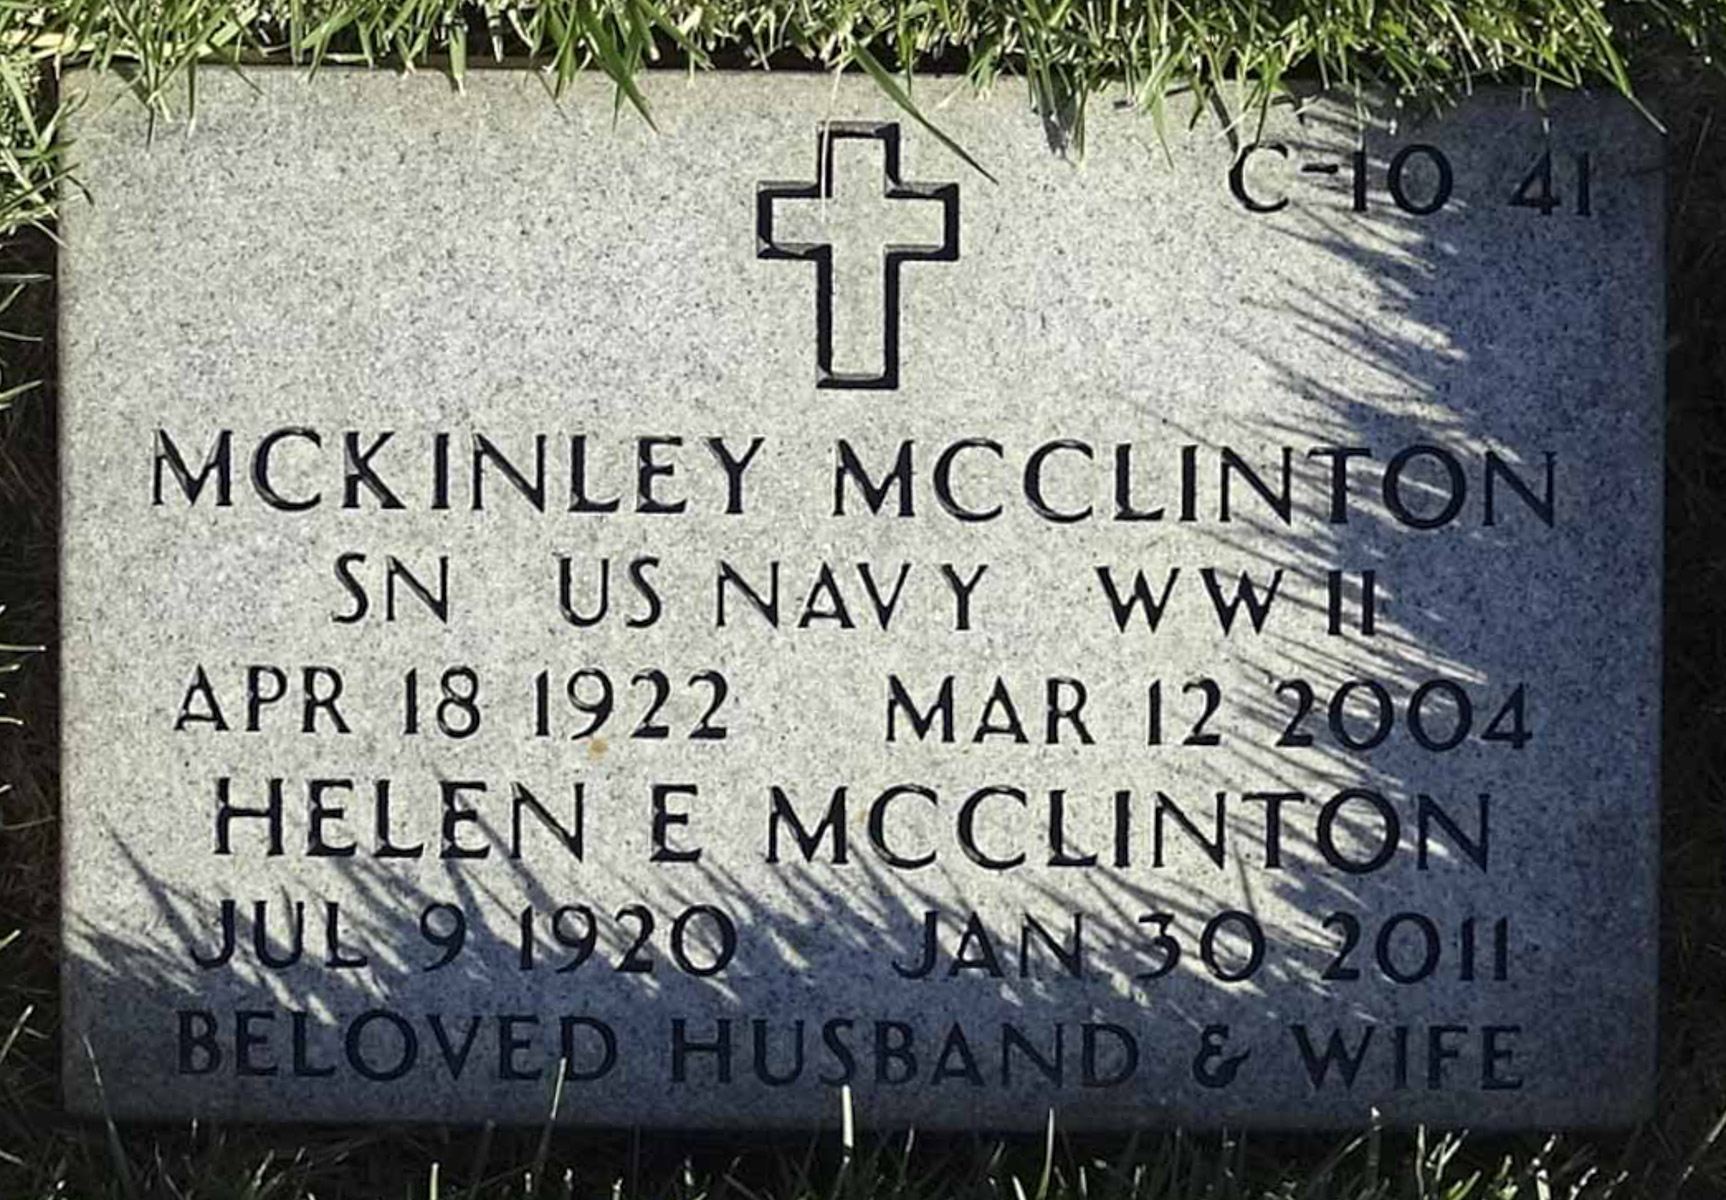 C-10 41
MCKINLEY MCCLINTON
SN US NAVY WW II
APR 18 1922 MAR 12 2004
HELEN E MCCLINTON
JUL 9 1920 JAN 30 2011
BELOVED HUSBAND & WIFE